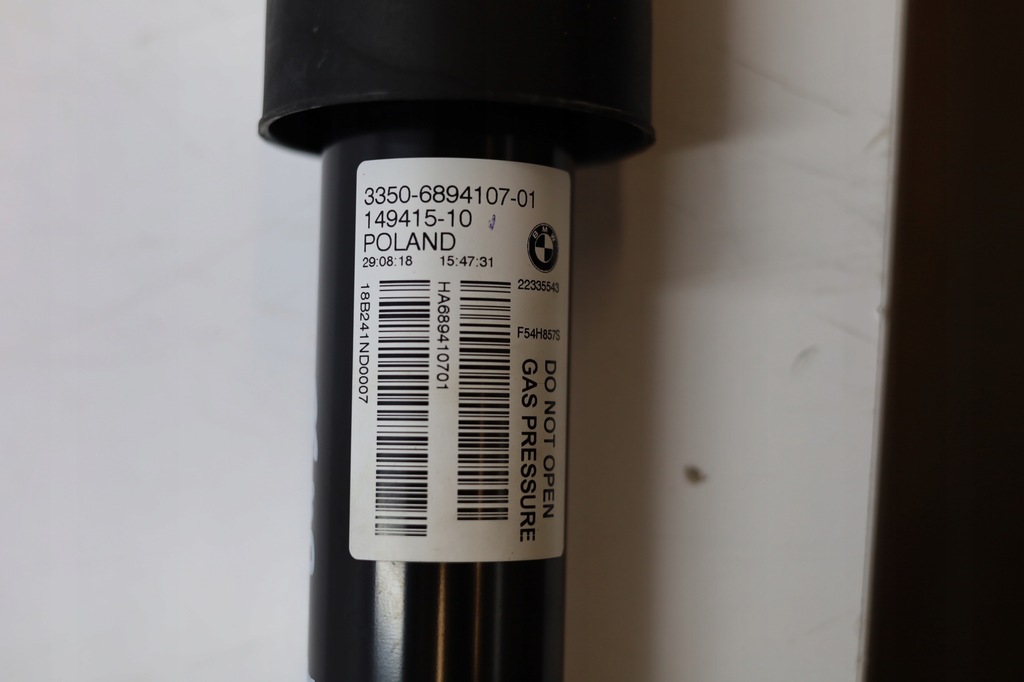 3350-6894107-01
149415-10
POLAND
29:08:18 15:47:31
BMW
22335543
F54H857S
18B241ND0007
HA689410701
DO NOT OPEN
GAS PRESSURE